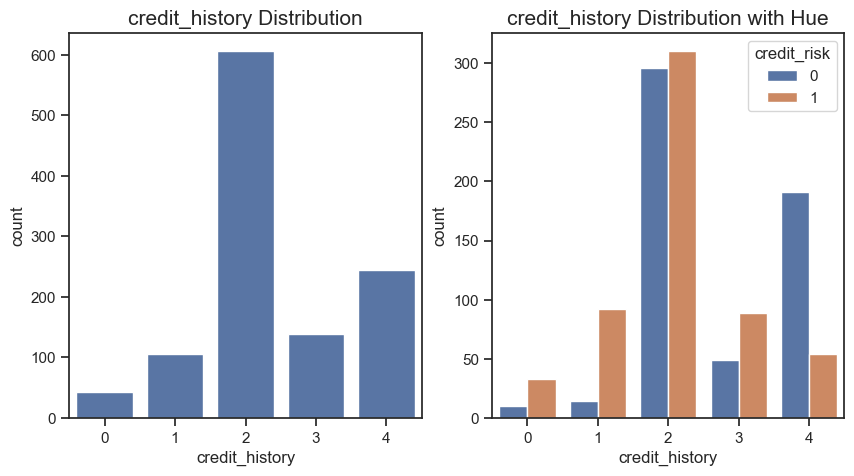 credit_history Distribution
count
600
500
400
300
200
100
0
0 1 2 3 4
credit_history
credit_history Distribution with Hue
credit_risk
0
1
count
300
250
200
150
100
50
0
0 1 2 3 4
credit_history